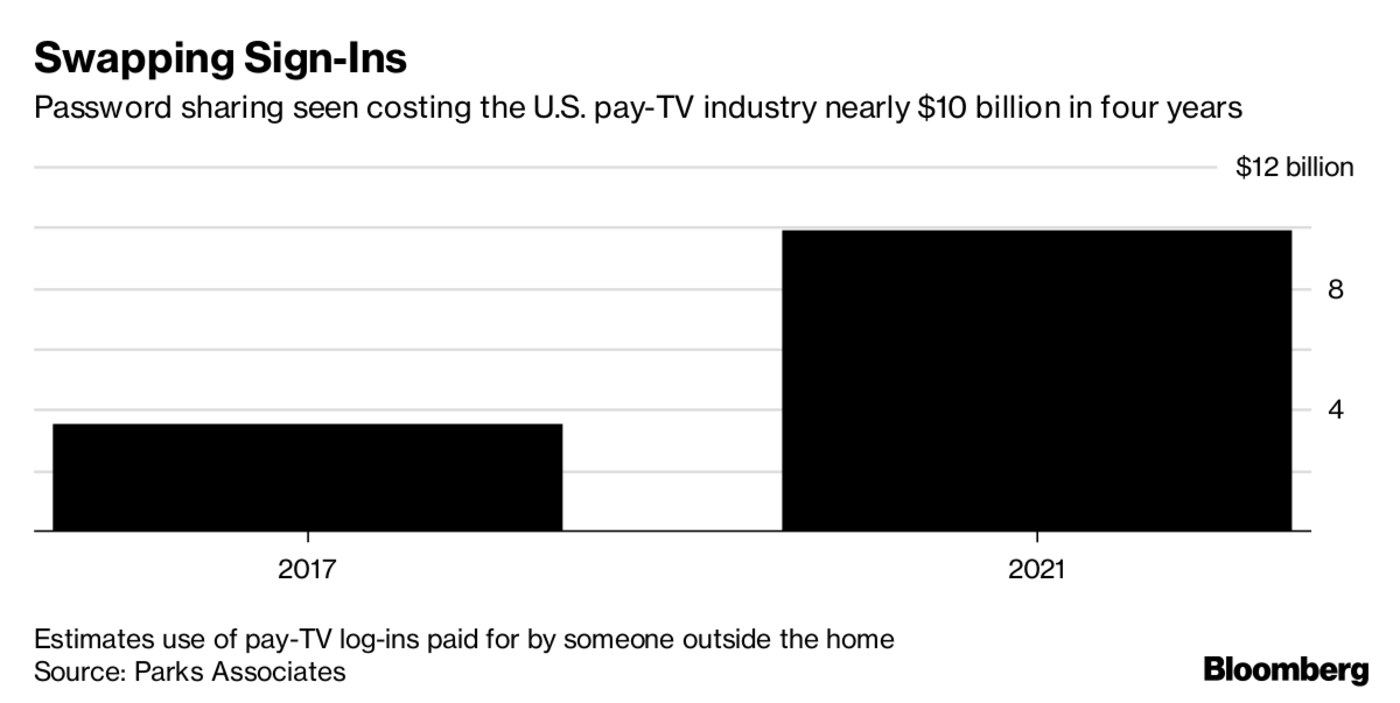 Swapping Sign-Ins
Password sharing seen costing the U.S. pay-TV industry nearly $10 billion in four years
$12 billion
8
4
2017
2021
Estimates use of pay-TV log-ins paid for by someone outside the home
Source: Parks Associates
Bloomberg